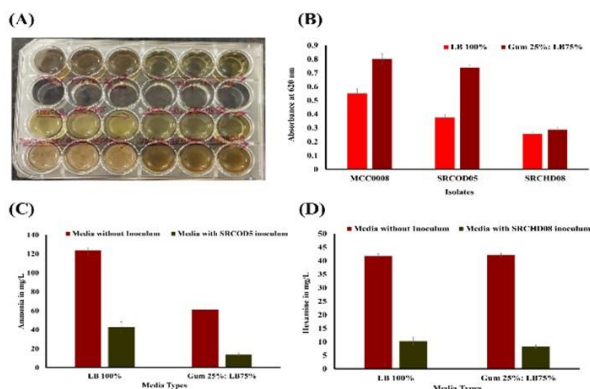 (A)
(B)
LB 100% Gum 25%: LB75%
Absorbance at 620 nm
0.9
0.8
0.7
0.6
0.5
0.4
0.3
0.2
0.1
0
MCC0008 SRCOD05 SRCHD08
Isolates
(C)
Media without Inoculum Media with SRCOD5 inoculum
Ammonia in mg/L
140
120
100
80
60
40
20
0
LB 100% Gum 25%: LB75%
Media Types
(D)
Media without Inoculum Media with SRCHD08 inoculum
Hexamine in mg/L
50
45
40
35
30
25
20
15
10
5
0
LB 100% Gum 25%: LB75%
Media Types